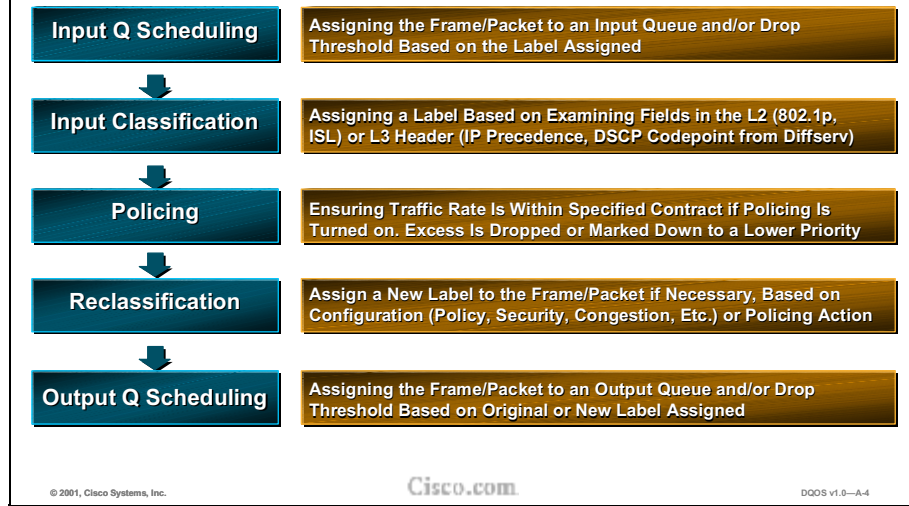 Input Q Scheduling
Assigning the Frame/Packet to an Input Queue and/or Drop
Threshold Based on the Label Assigned
Input Classification
Assigning a Label Based on Examining Fields in the L2 (802.1p,
ISL) or L3 Header (IP Precedence, DSCP Codepoint from Diffserv)
Policing
Ensuring Traffic Rate Is Within Specified Contract if Policing Is
Turned on. Excess Is Dropped or Marked Down to a Lower Priority
Reclassification
Assign a New Label to the Frame/Packet if Necessary, Based on
Configuration (Policy, Security, Congestion, Etc.) or Policing Action
Output Q Scheduling
Assigning the Frame/Packet to an Output Queue and/or Drop
Threshold Based on Original or New Label Assigned
© 2001, Cisco Systems, Inc.
Cisco.com
DQOS v1.0—A-4